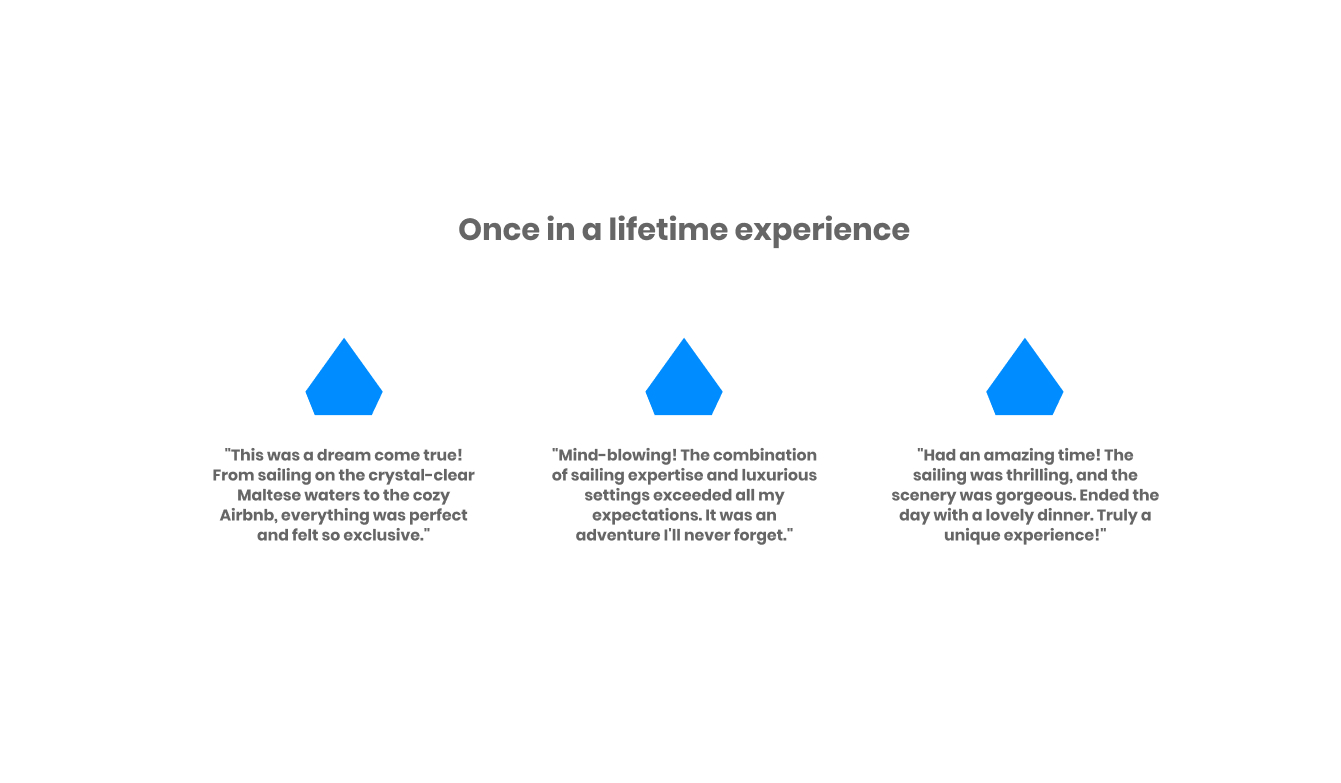 Once in a lifetime experience
"This was a dream come true!
From sailing on the crystal-clear
Maltese waters to the cozy
Airbnb, everything was perfect
and felt so exclusive."
"Mind-blowing! The combination
of sailing expertise and luxurious
settings exceeded all my
expectations. It was an
adventure I'll never forget."
"Had an amazing time! The
sailing was thrilling, and the
scenery was gorgeous. Ended the
day with a lovely dinner. Truly a
unique experience!"